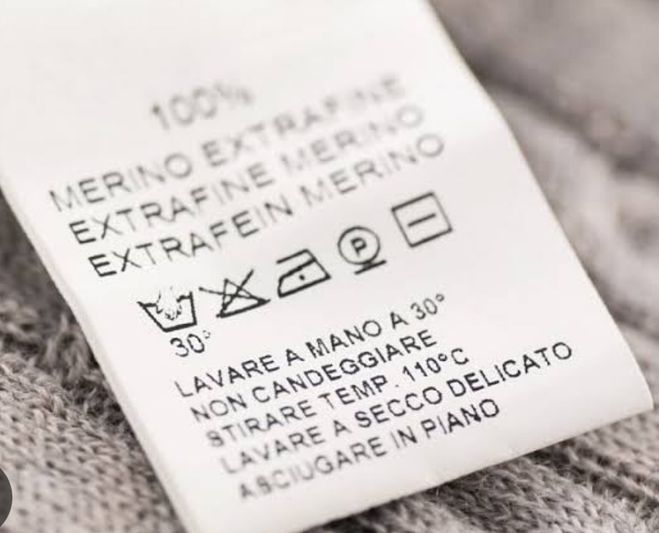 100%
MERINO EXTRAFINE
EXTRAFINE MERINO
EXTRAFEIN MERINO
P
30°
LAVARE A MANO A 30°
NON CANDEGGIARE
STIRARE TEMP. 110°C
LAVARE A SECCO DELICATO
ASCIUGARE IN PIANO